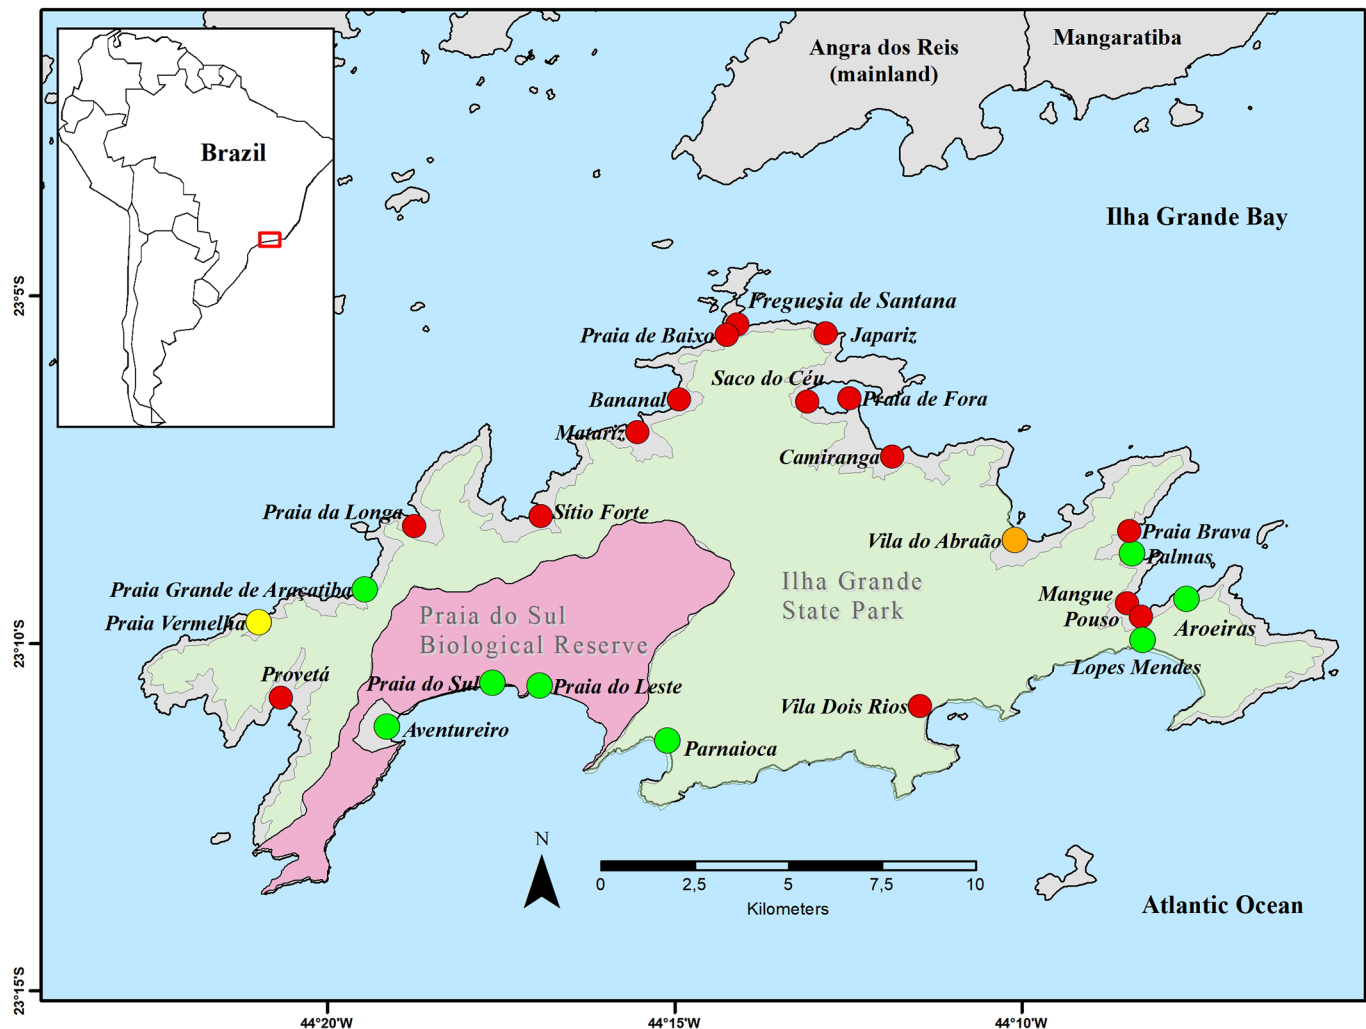 Brazil
Angra dos Reis
(mainland)
Mangaratiba
Ilha Grande Bay
23°5'S
Freguesia de Santana
Praia de Baixo
Japariz
Saco do Céu
Bananal
Praia de Fora
Matariz
Camiranga
Praia da Longa
Sítio Forte
Vila do Abraão
Praia Brava
Palmas
Praia Grande de Araçatiba
Ilha Grande
State Park
Mangue
Pouso
Praia Vermelha
Praia do Sul
Biological Reserve
Aroeiras
23°10'S
Lopes Mendes
Provetá
Praia do Sul
Praia do Leste
Vila Dois Rios
Aventureiro
Parnaioca
N
0 2,5 5 7,5 10
Kilometers
Atlantic Ocean
23°15'S
44°20'W 44°15'W 44°10'W